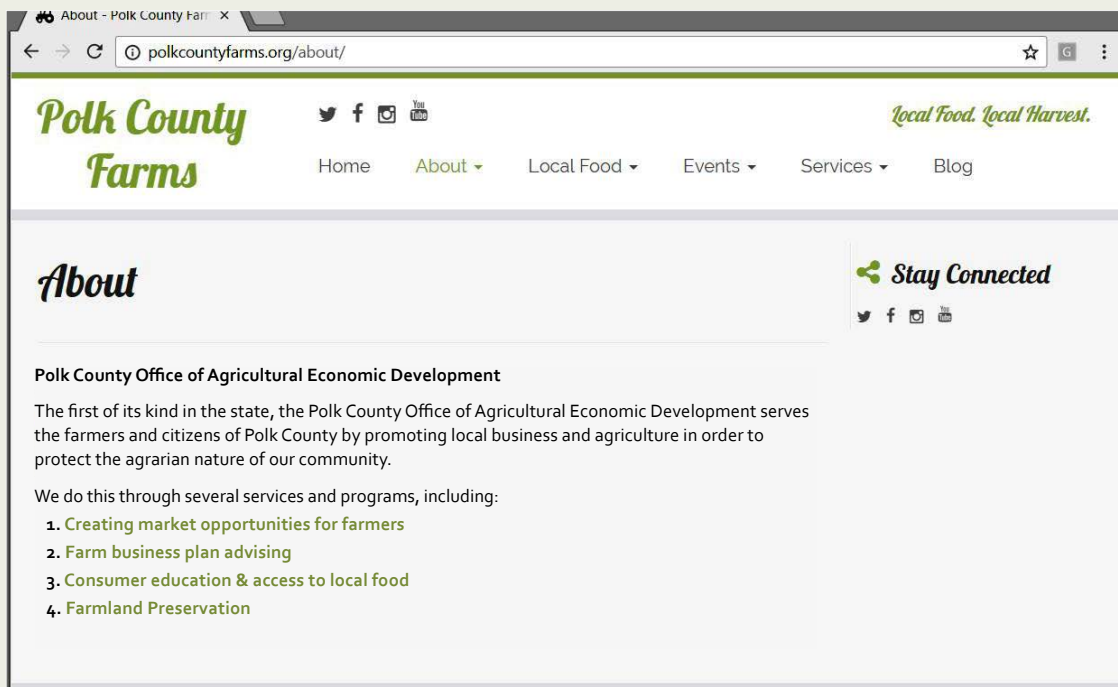 About - Polk County Farm
polkcountyfarms.org/about/
G
Polk County
Farms
You
Tube
Local Food. Local Harvest.
Home About Local Food Events Services Blog
About
Stay Connected
You
Tube
Polk County Office of Agricultural Economic Development
The first of its kind in the state, the Polk County Office of Agricultural Economic Development serves
the farmers and citizens of Polk County by promoting local business and agriculture in order to
protect the agrarian nature of our community.
We do this through several services and programs, including:
1. Creating market opportunities for farmers
2. Farm business plan advising
3. Consumer education & access to local food
4. Farmland Preservation